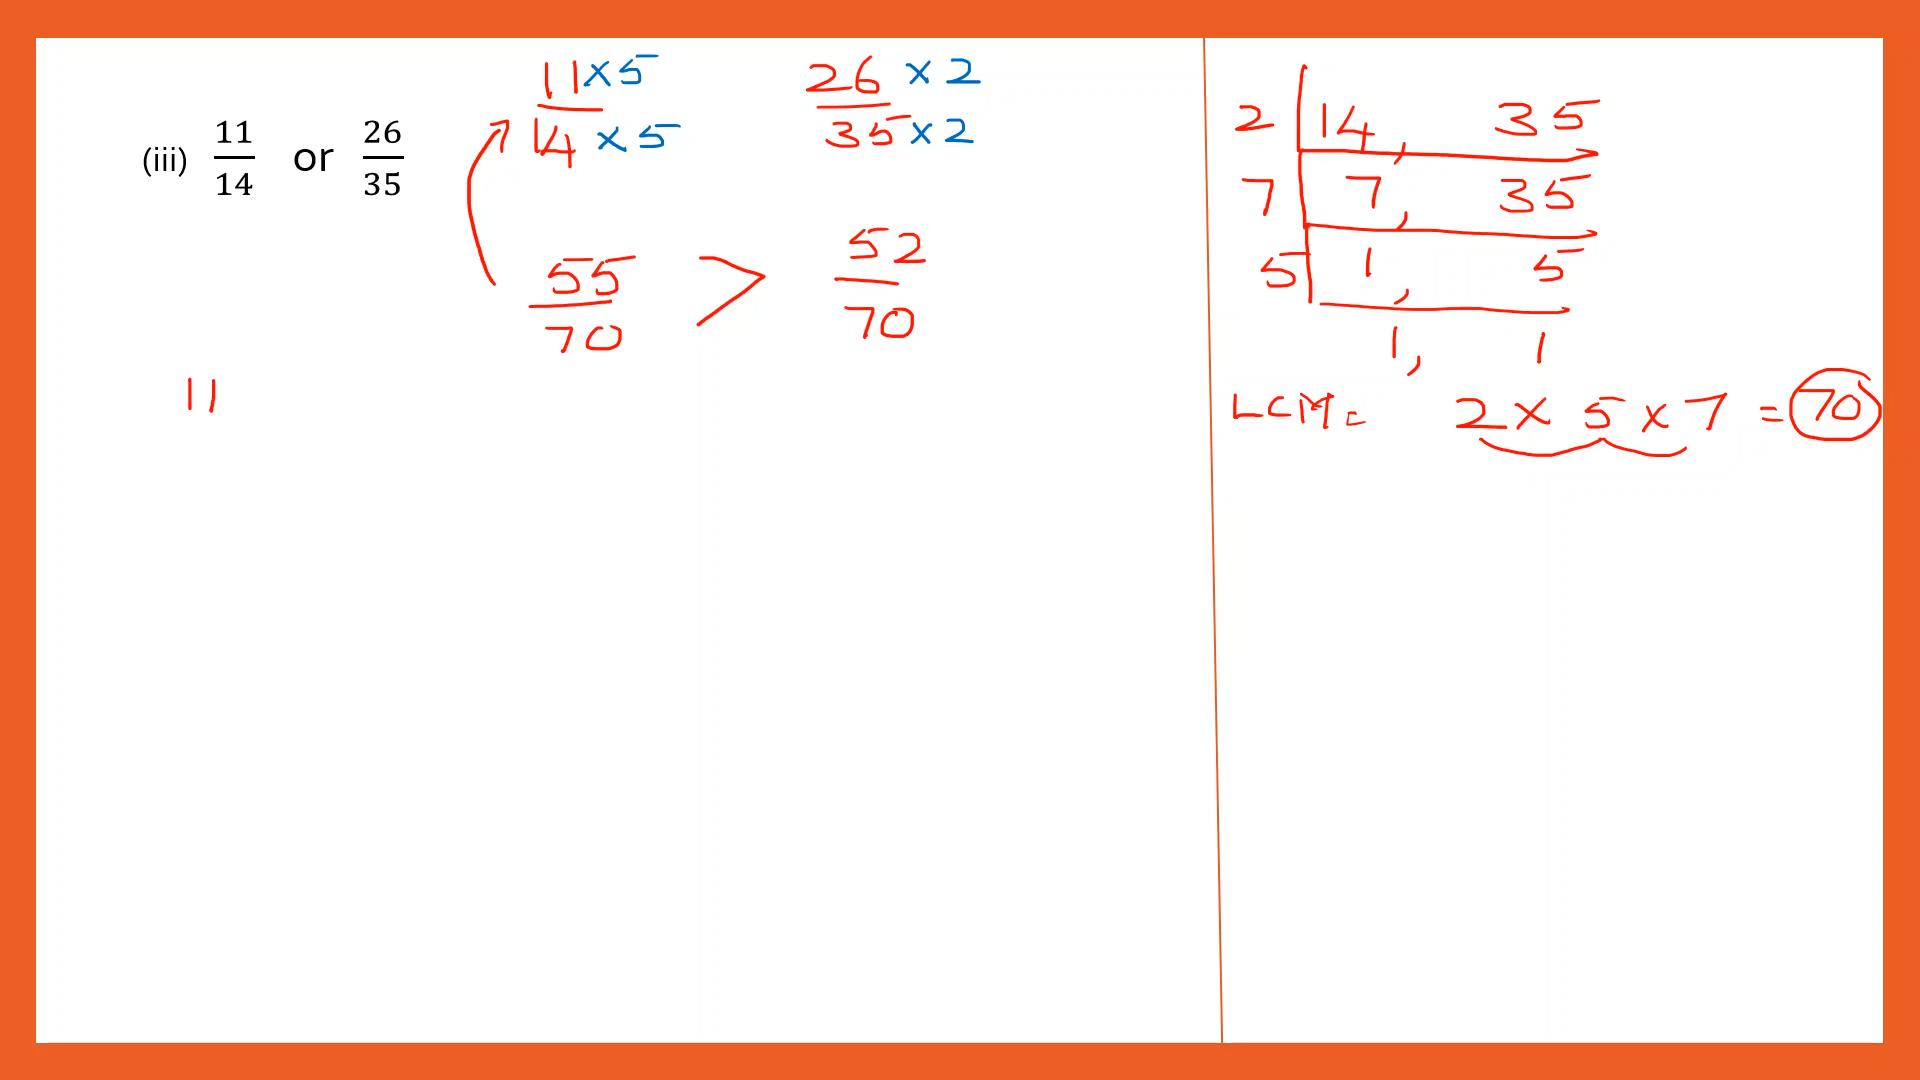 (iii) 11/14 or 26/35
11×5/14×5 26×2/35×2
55/70 > 52/70
11
2 | 14, 35
7 | 7, 35
5 | 1, 5
1, 1
LCM = 2 × 5 × 7 = 70